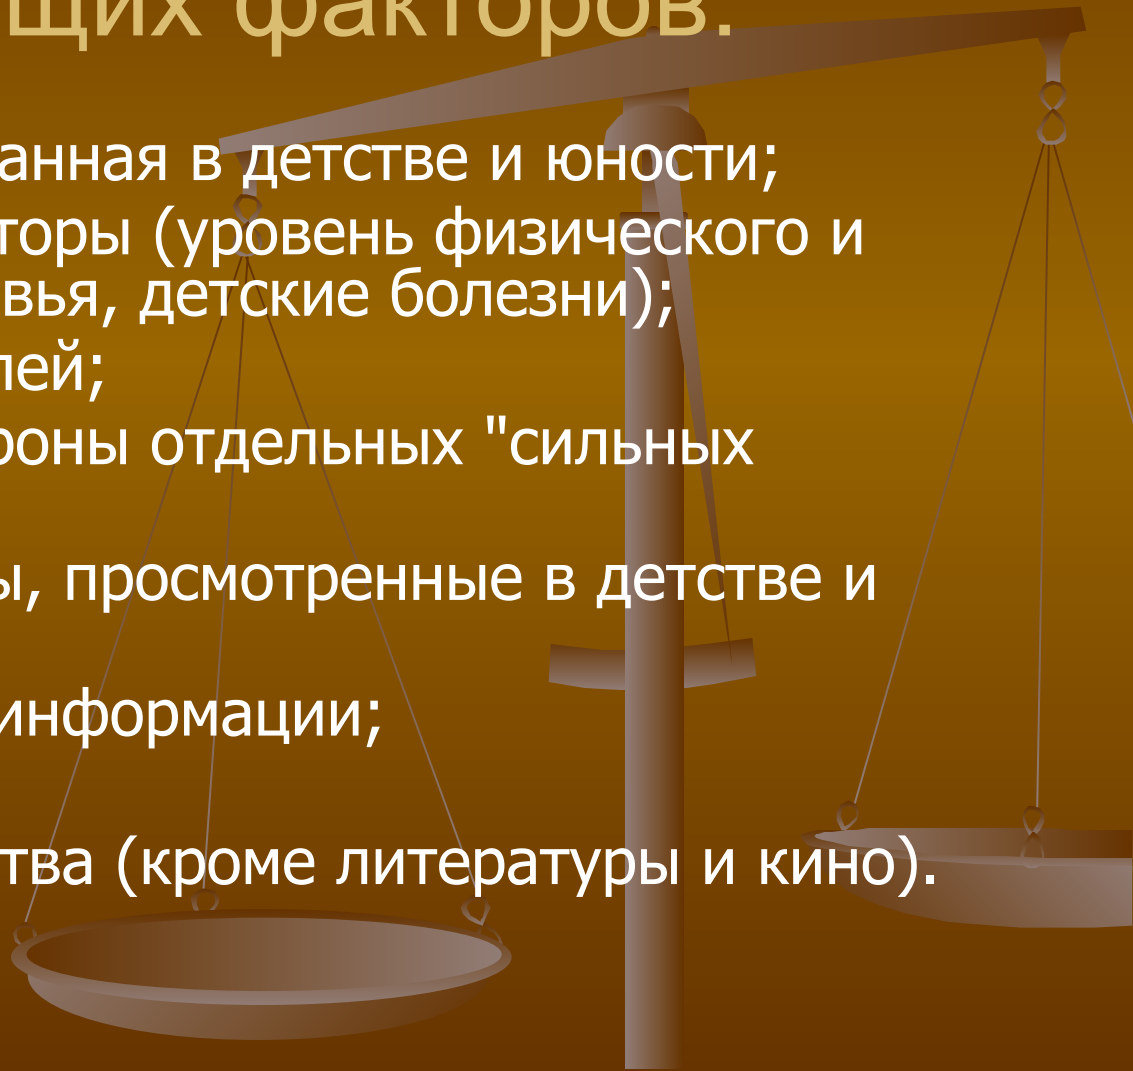 щих факторов.
анная в детстве и юности;
торы (уровень физического и
вья, детские болезни);
лей;
роны отдельных "сильных
ы, просмотренные в детстве и
информации;
тва (кроме литературы и кино).